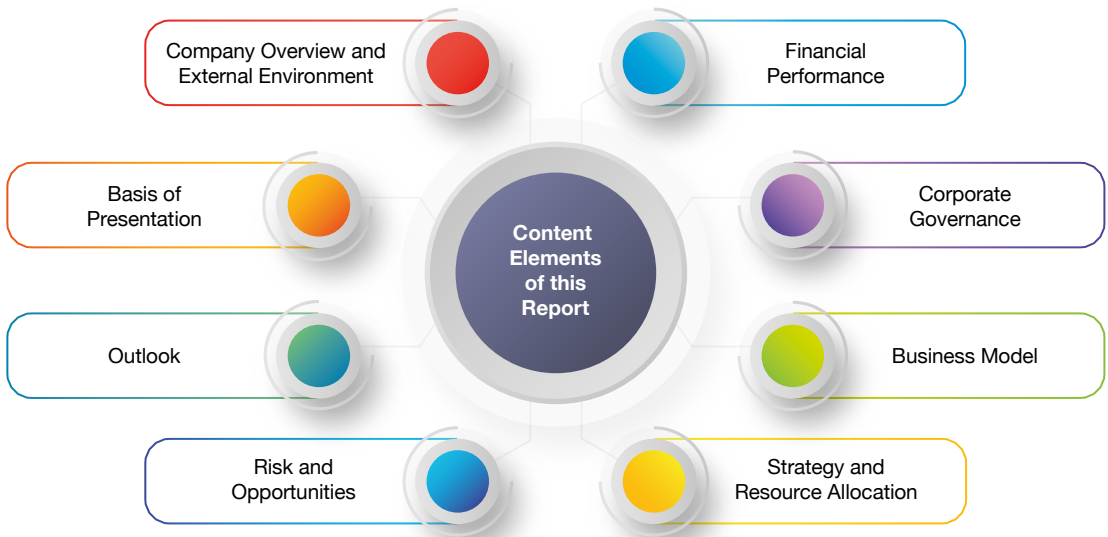 Company Overview and
External Environment
Financial
Performance
Basis of
Presentation
Corporate
Governance
Content
Elements
of this
Report
Outlook
Business Model
Risk and
Opportunities
Strategy and
Resource Allocation